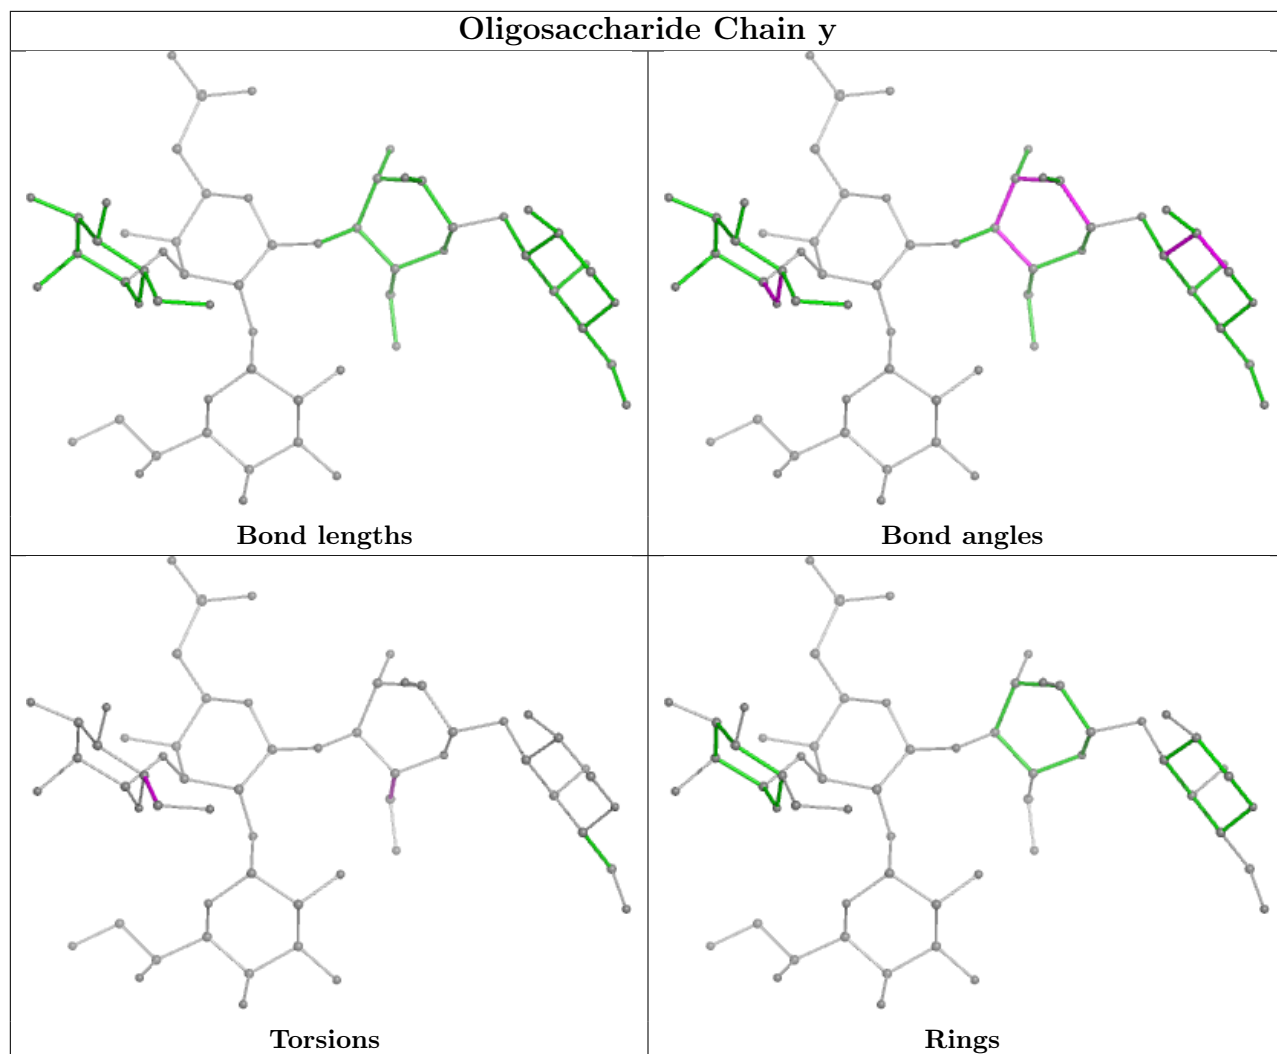 Oligosaccharide Chain y
Bond lengths
Bond angles
Torsions
Rings